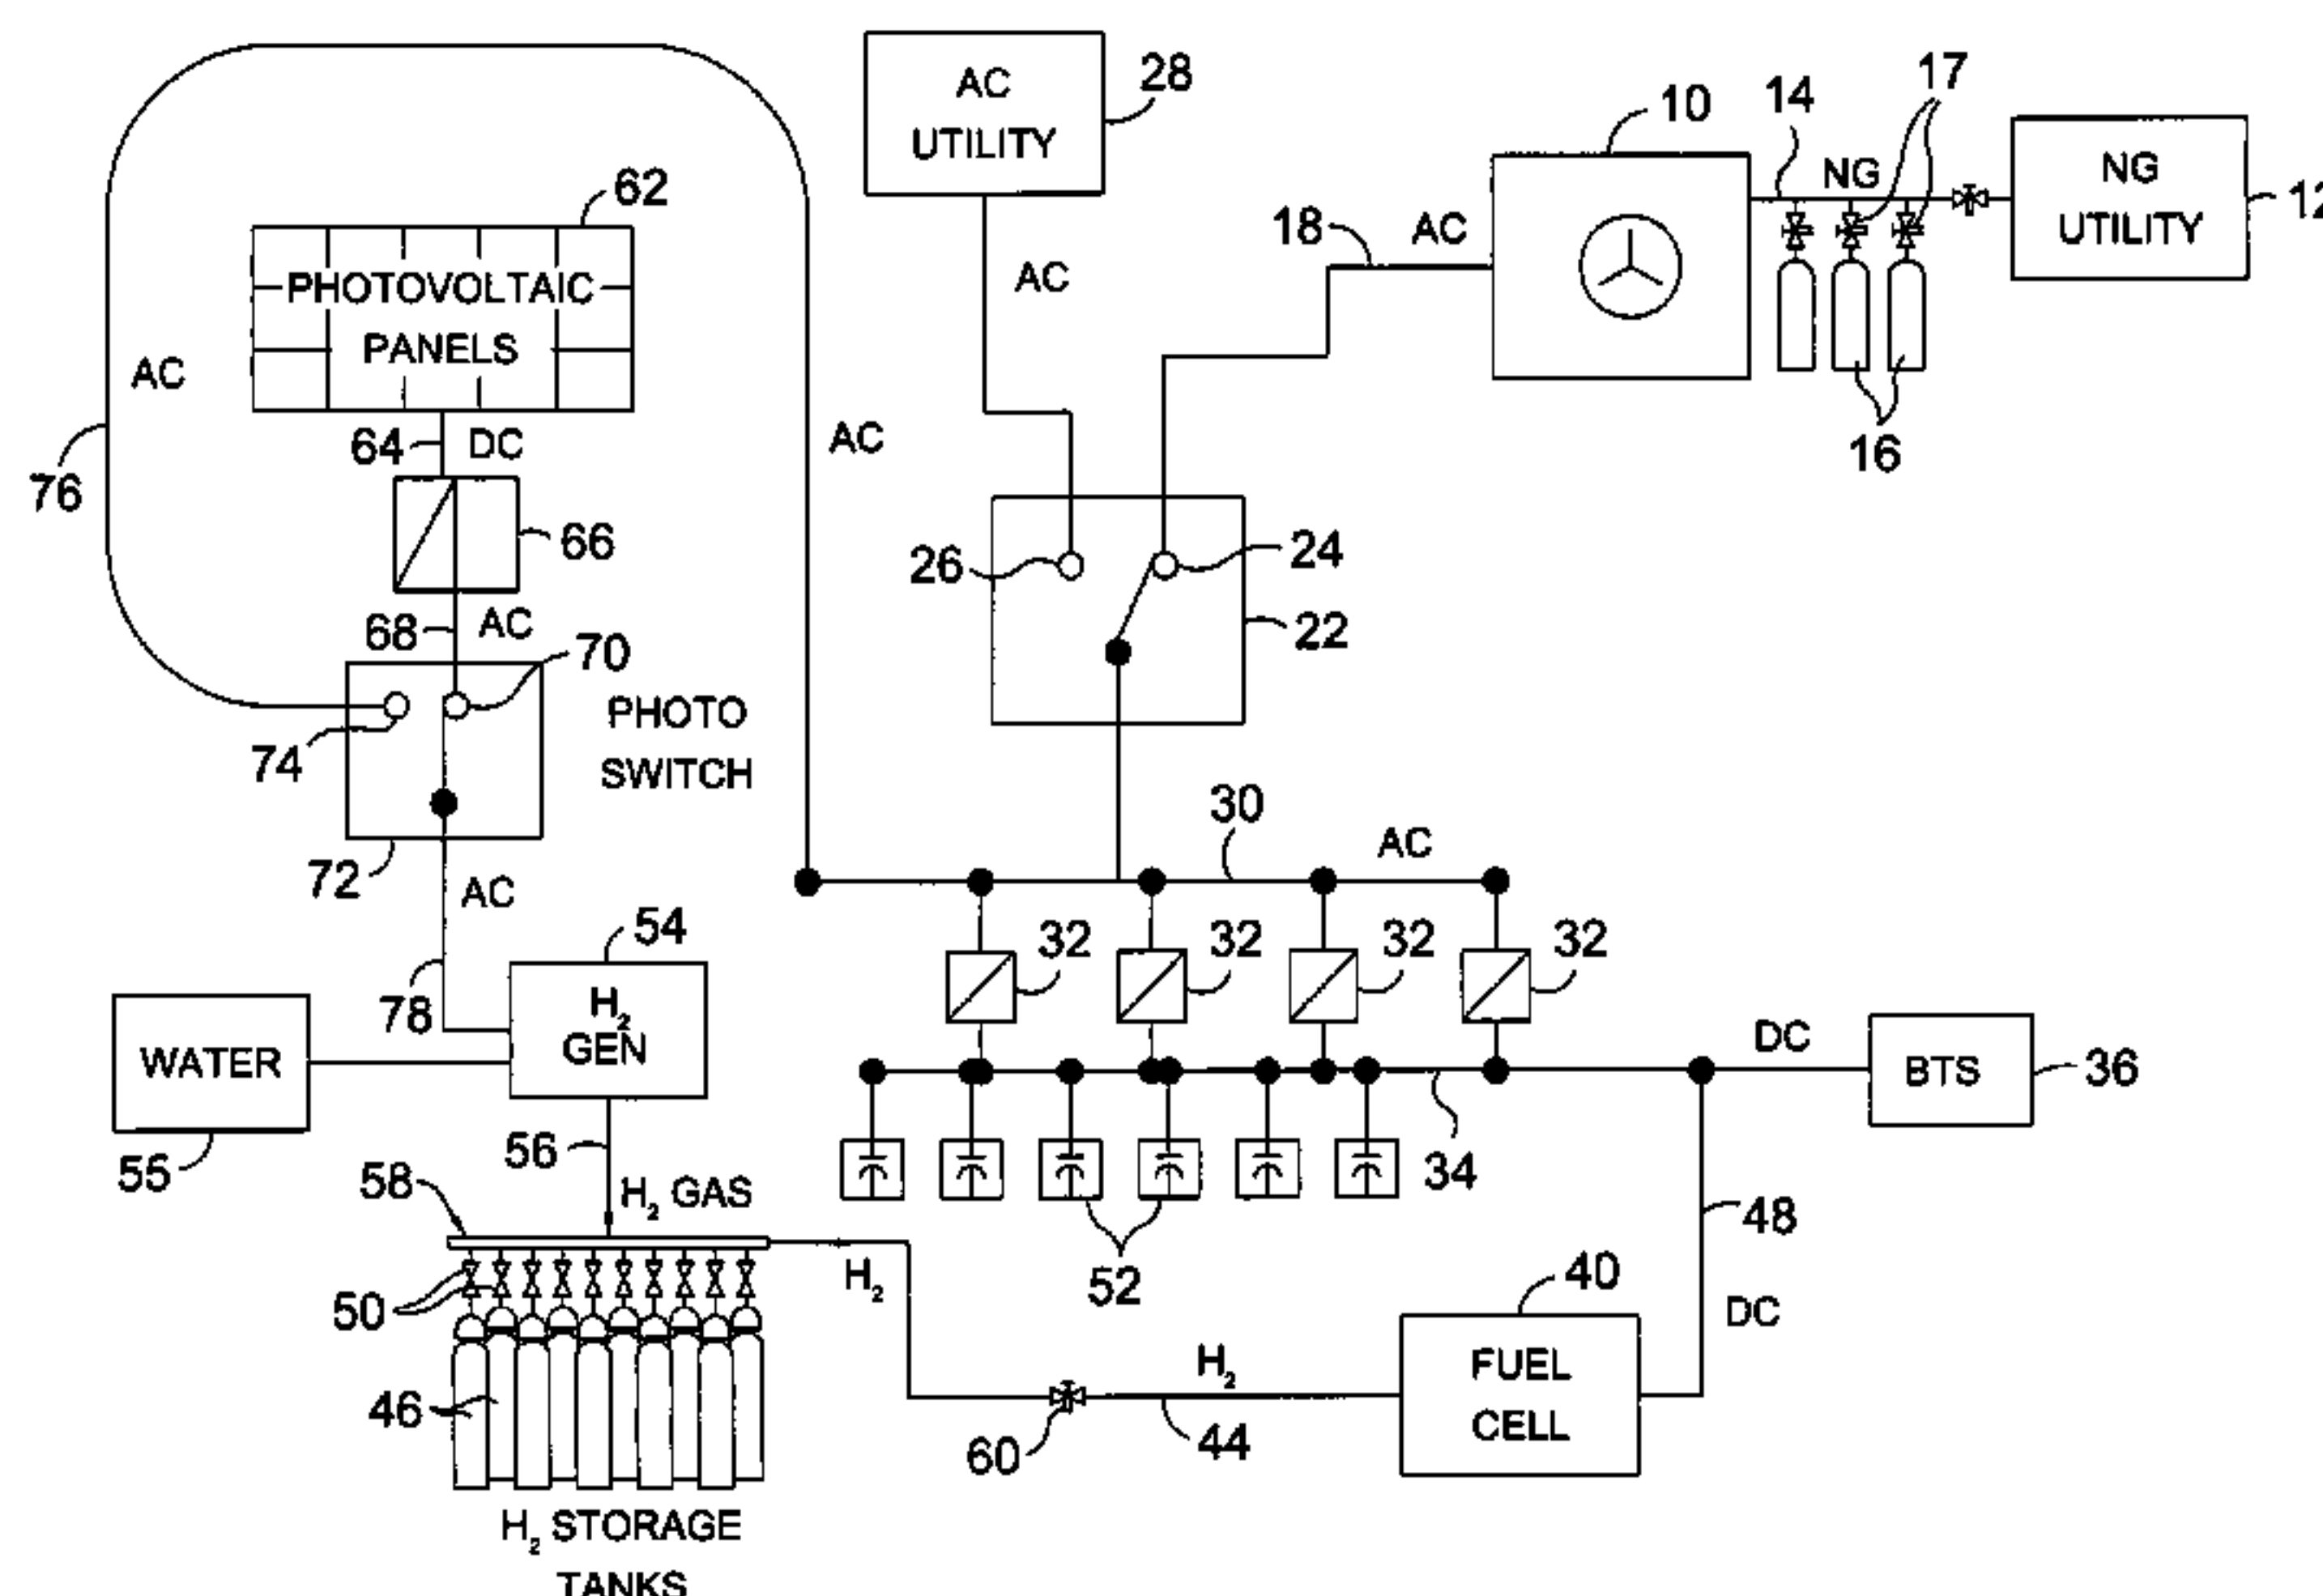 AC
UTILITY
28
10
14
17
NG
NG
UTILITY
12
62
PHOTOVOLTAIC
PANELS
18
AC
AC
16
AC
76
64
DC
AC
66
26
24
68
AC
70
22
PHOTO
SWITCH
74
72
AC
30
AC
54
32
32
32
32
78
H₂
GEN
WATER
55
DC
BTS
36
56
58
H₂ GAS
34
48
50
H₂
52
40
DC
46
H₂
FUEL
CELL
60
44
H₂ STORAGE
TANKS